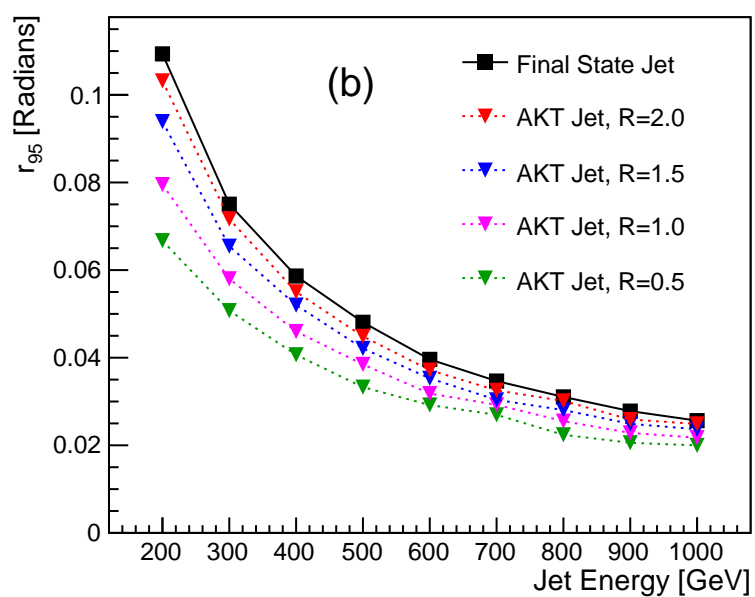 (b)
Final State Jet
AKT Jet, R=2.0
AKT Jet, R=1.5
AKT Jet, R=1.0
AKT Jet, R=0.5
r95 [Radians]
0.1
0.08
0.06
0.04
0.02
0
200 300 400 500 600 700 800 900 1000
Jet Energy [GeV]